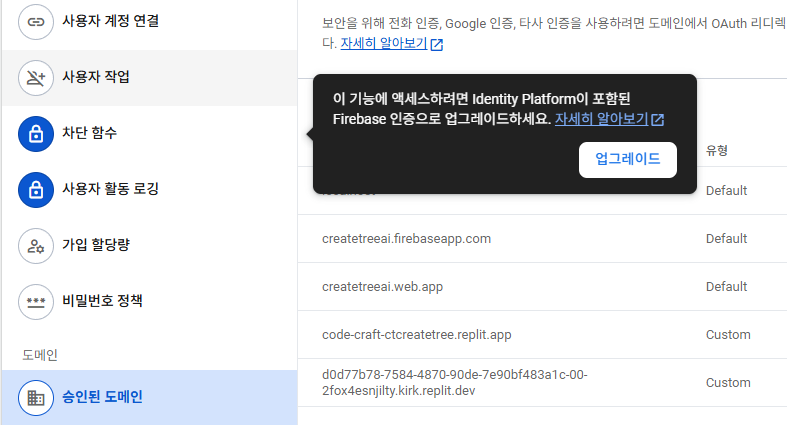 사용자 계정 연결
사용자 작업
차단 함수
사용자 활동 로깅
가입 할당량
비밀번호 정책
도메인
승인된 도메인
보안을 위해 전화 인증, Google 인증, 타사 인증을 사용하려면 도메인에서 OAuth 리디렉
다. 자세히 알아보기
이 기능에 액세스하려면 Identity Platform이 포함된
Firebase 인증으로 업그레이드하세요. 자세히 알아보기
업그레이드
유형
Default
createtreeai.firebaseapp.com
Default
createtreeai.web.app
Default
code-craft-ctcreatetree.replit.app
Custom
d0d77b78-7584-4870-90de-7e90bf483a1c-00-
2fox4esnjilty.kirk.replit.dev
Custom